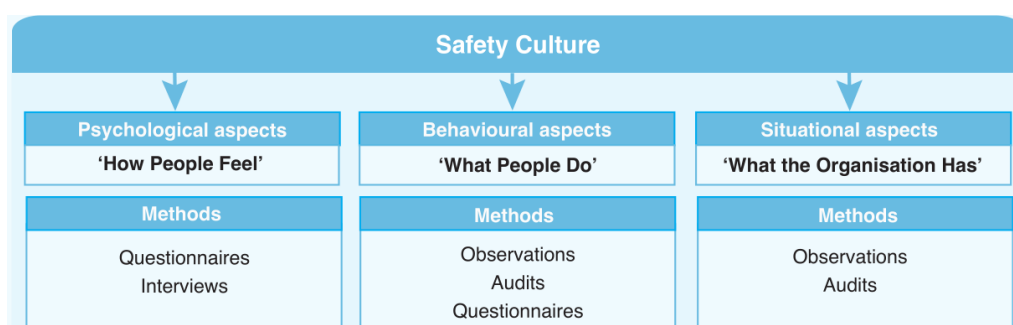 Safety Culture
Psychological aspects
‘How People Feel’
Methods
Questionnaires
Interviews
Behavioural aspects
‘What People Do’
Methods
Observations
Audits
Questionnaires
Situational aspects
‘What the Organisation Has’
Methods
Observations
Audits